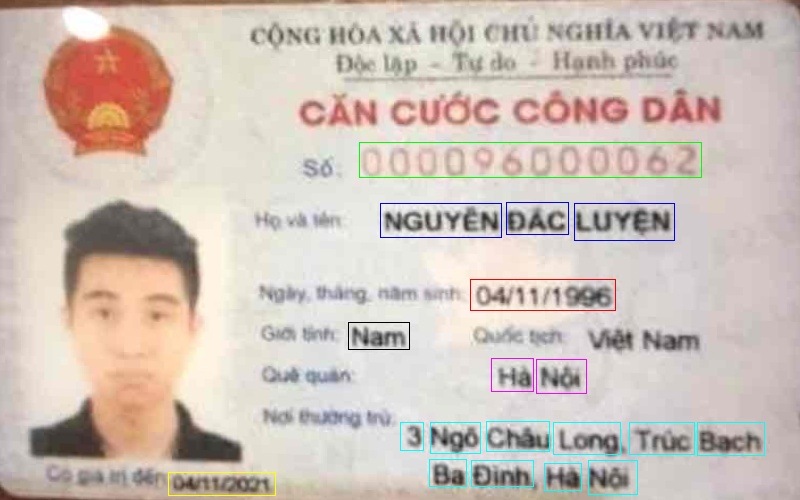 CỘNG HÒA XÃ HỘI CHỦ NGHĨA VIỆT NAM
Độc lập - Tự do - Hạnh phúc
CĂN CƯỚC CÔNG DÂN
Số: 000096000062
Họ và tên: NGUYỄN ĐẮC LUYỆN
Ngày, tháng, năm sinh: 04/11/1996
Giới tính: Nam Quốc tịch: Việt Nam
Quê quán: Hà Nội
Nơi thường trú: 3 Ngõ Châu Long, Trúc Bạch
Ba Đình, Hà Nội
Có giá trị đến 04/11/2021